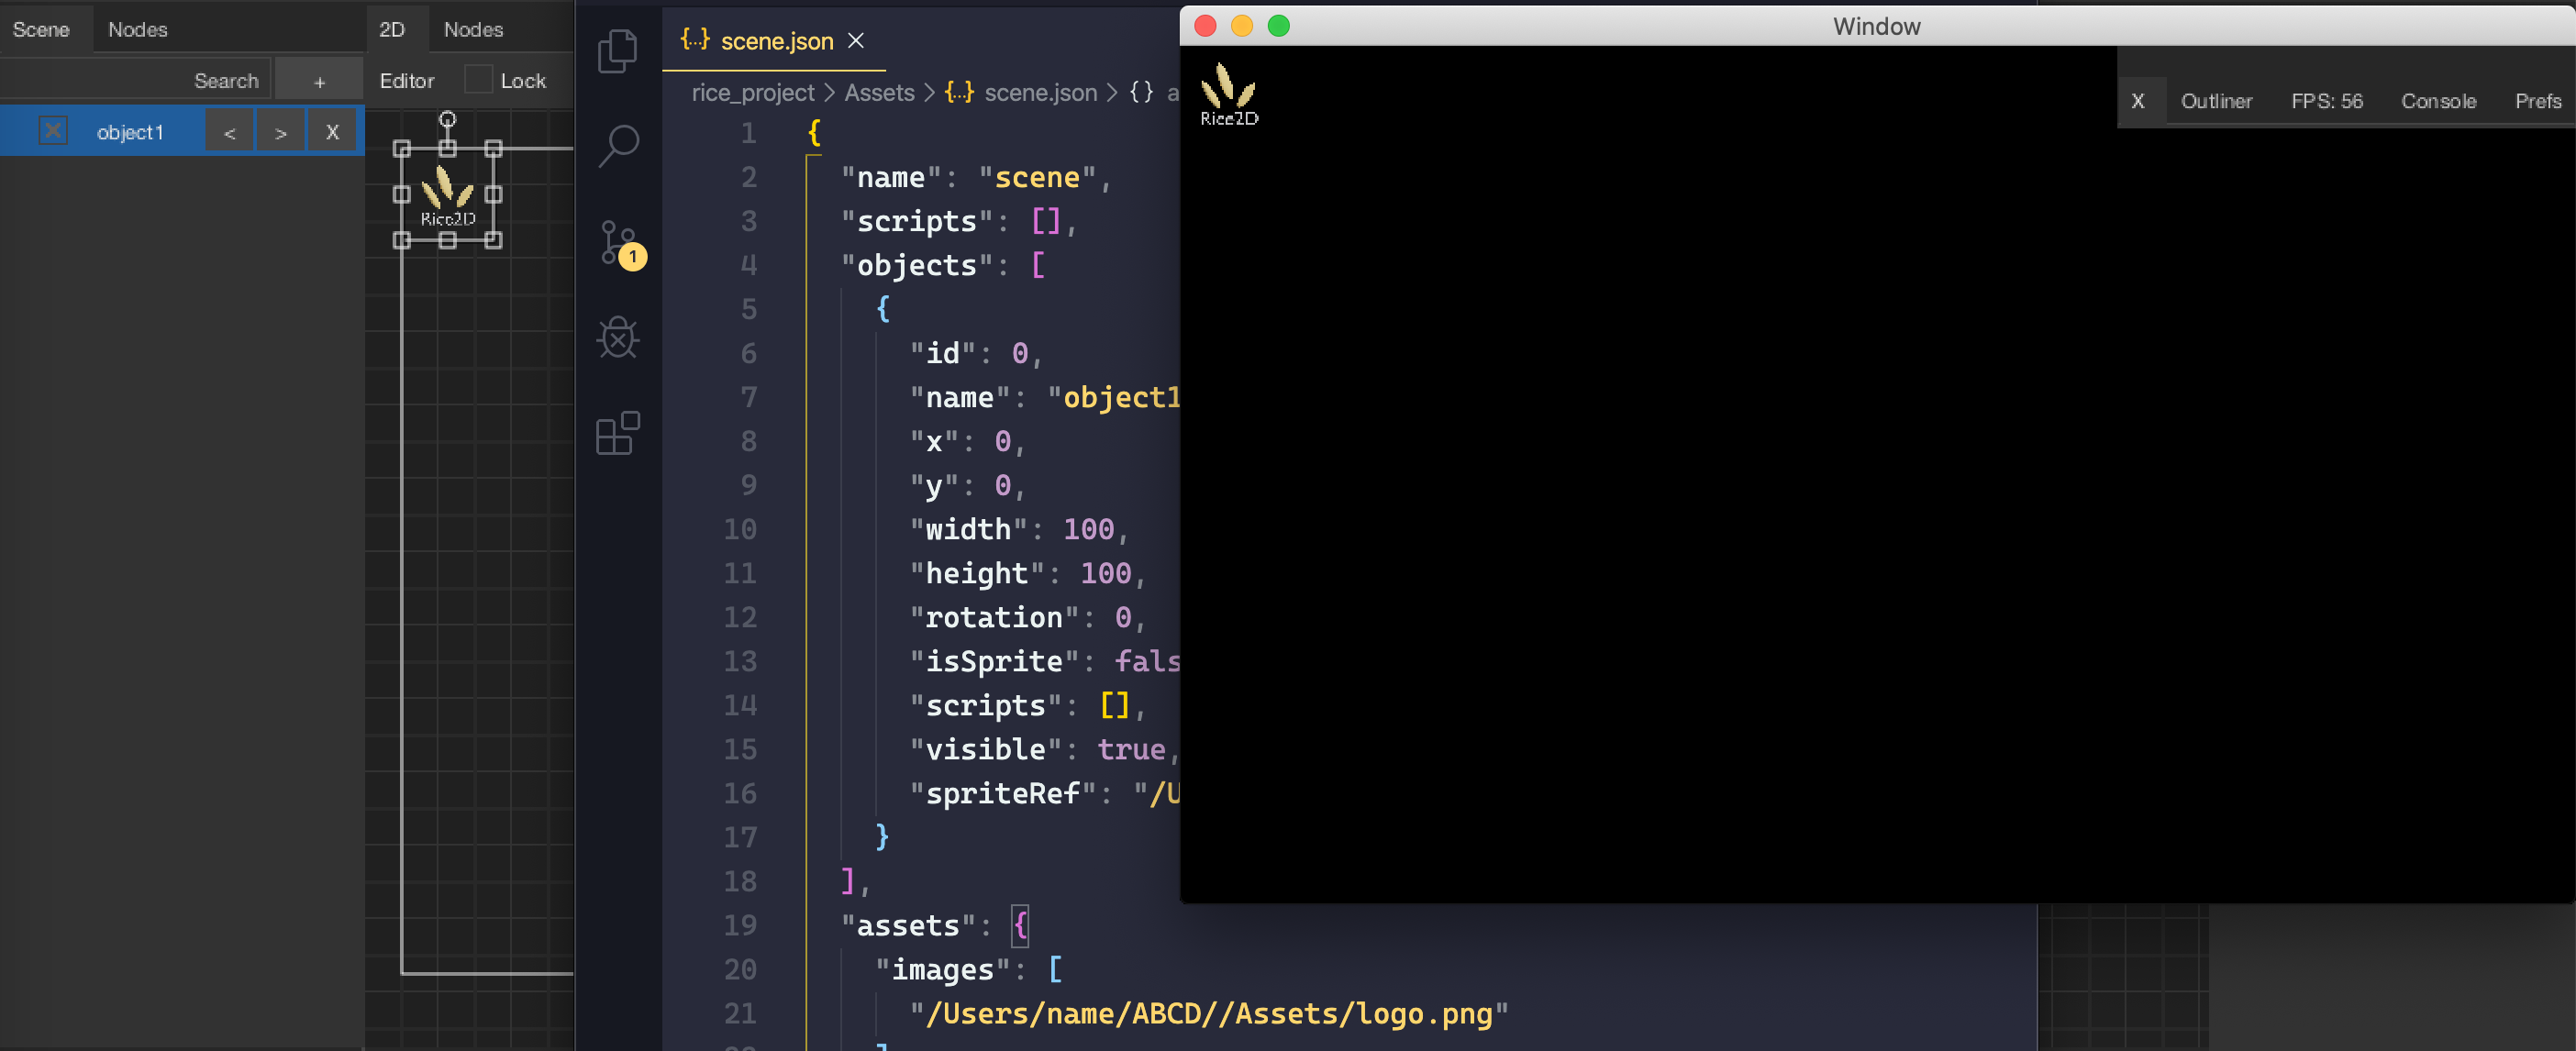 Scene Nodes
Search +
object1 < > X
2D Nodes
Editor Lock
Rice2D
1
scene.json
rice_project > Assets > {...} scene.json > {} a
1 {
2 "name": "scene",
3 "scripts": [],
4 "objects": [
5 {
6 "id": 0,
7 "name": "object1
8 "x": 0,
9 "y": 0,
10 "width": 100,
11 "height": 100,
12 "rotation": 0,
13 "isSprite": fals
14 "scripts": [],
15 "visible": true,
16 "spriteRef": "/U
17 }
18 ],
19 "assets": {
20 "images": [
21 "/Users/name/ABCD//Assets/logo.png"
Window
Rice2D
X Outliner FPS: 56 Console Prefs